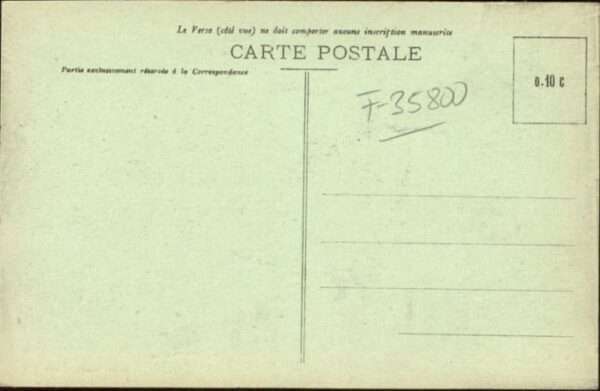 Le Verso (côté vue) ne doit comporter aucune inscription manuscrite
CARTE POSTALE
Partie exclusivement réservée à la Correspondance
0.10 c
F-35800